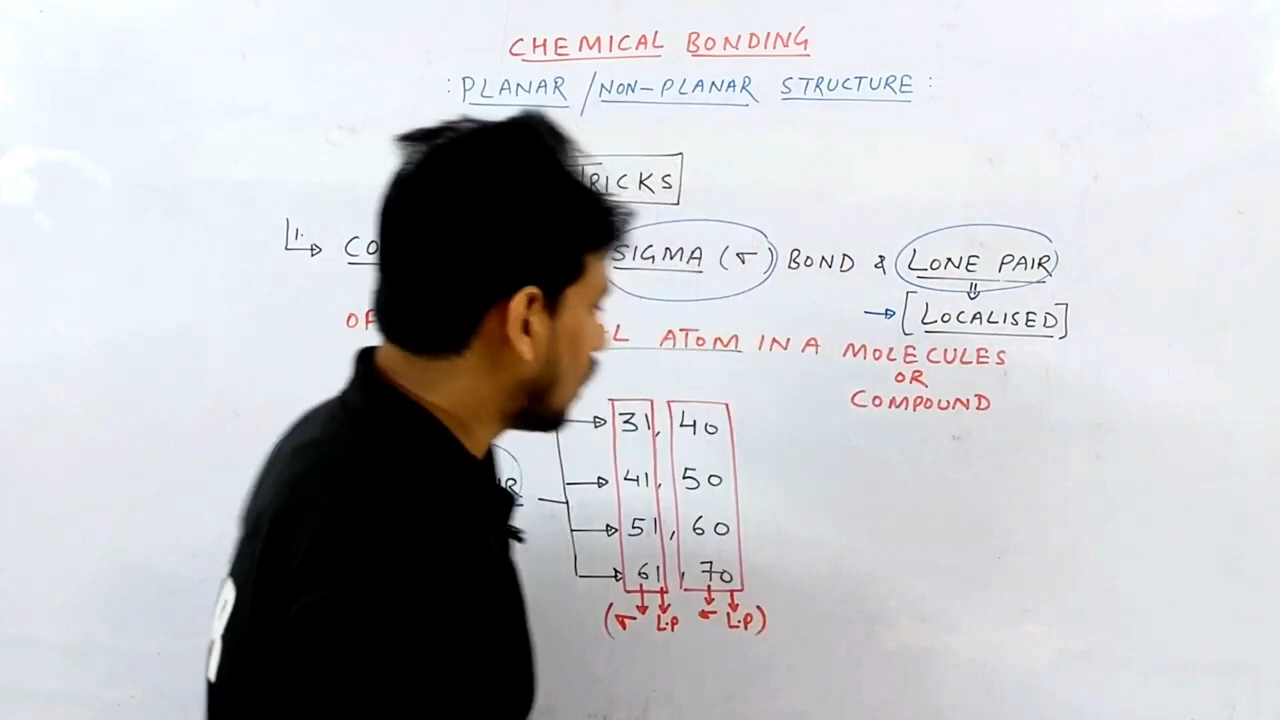 CHEMICAL BONDING
: PLANAR / NON-PLANAR STRUCTURE :
RICKS
1. CO SIGMA (σ) BOND & LONE PAIR
→ [LOCALISED]
OF L ATOM IN A MOLECULES
OR
COMPOUND
31, 40
41, 50
51, 60
61, 70
(σ L.P σ L.P)